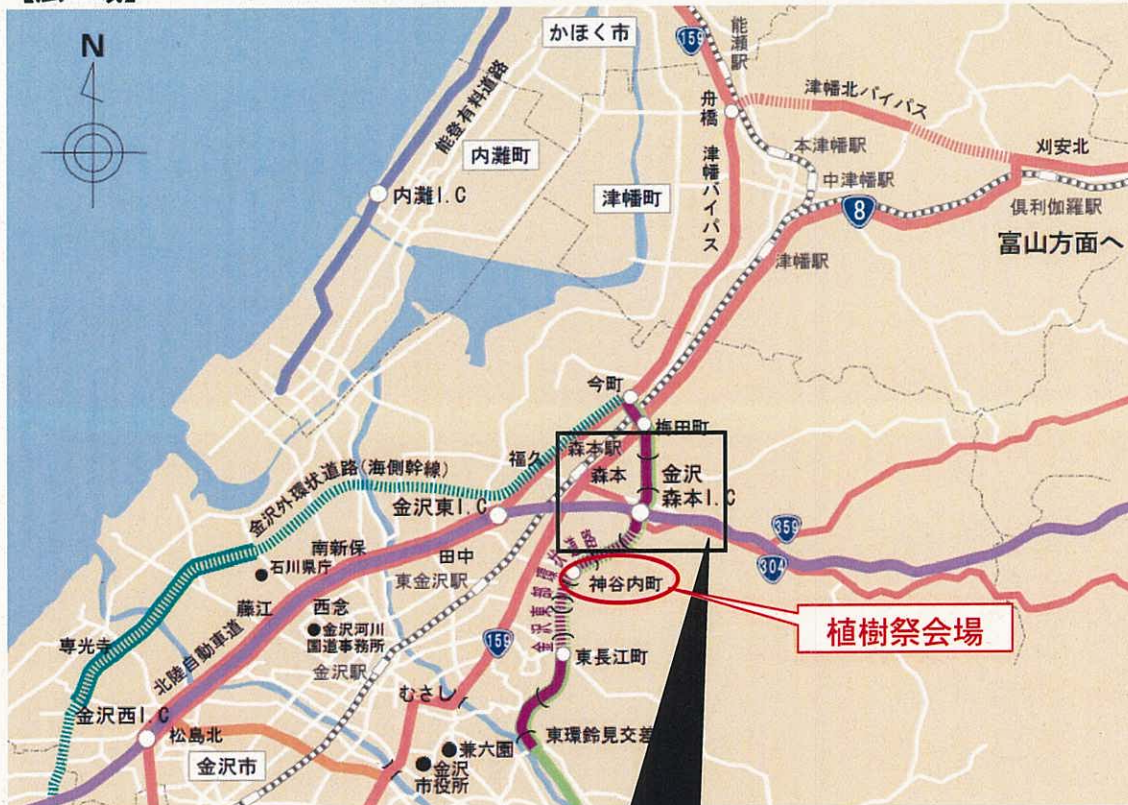 N
かほく市
159
能瀬駅
能登有料道路
舟橋
津幡北バイパス
内灘町
本津幡駅
刈安北
内灘I.C
津幡町
津幡バイパス
中津幡駅
8
倶利伽羅駅
津幡駅
富山方面へ
今町
梅田町
福久
森本駅
金沢外環状道路(海側幹線)
森本
金沢
森本I.C
金沢東I.C
359
南新保
田中
石川県庁
東金沢駅
304
神谷内町
藤江
西念
金沢河川
国道事務所
専光寺
北陸自動車道
159
植樹祭会場
金沢駅
東長江町
むさし
金沢西I.C
松島北
兼六園
東環鈴見交差
金沢市
金沢
市役所